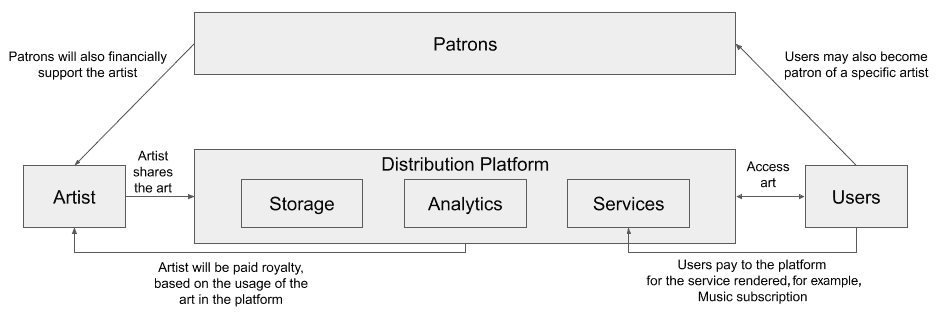 Patrons
Patrons will also financially
support the artist
Users may also become
patron of a specific artist
Artist
shares
the art
Distribution Platform
Access
art
Artist
Storage
Analytics
Services
Users
Artist will be paid royalty,
based on the usage of the
art in the platform
Users pay to the platform
for the service rendered, for example,
Music subscription